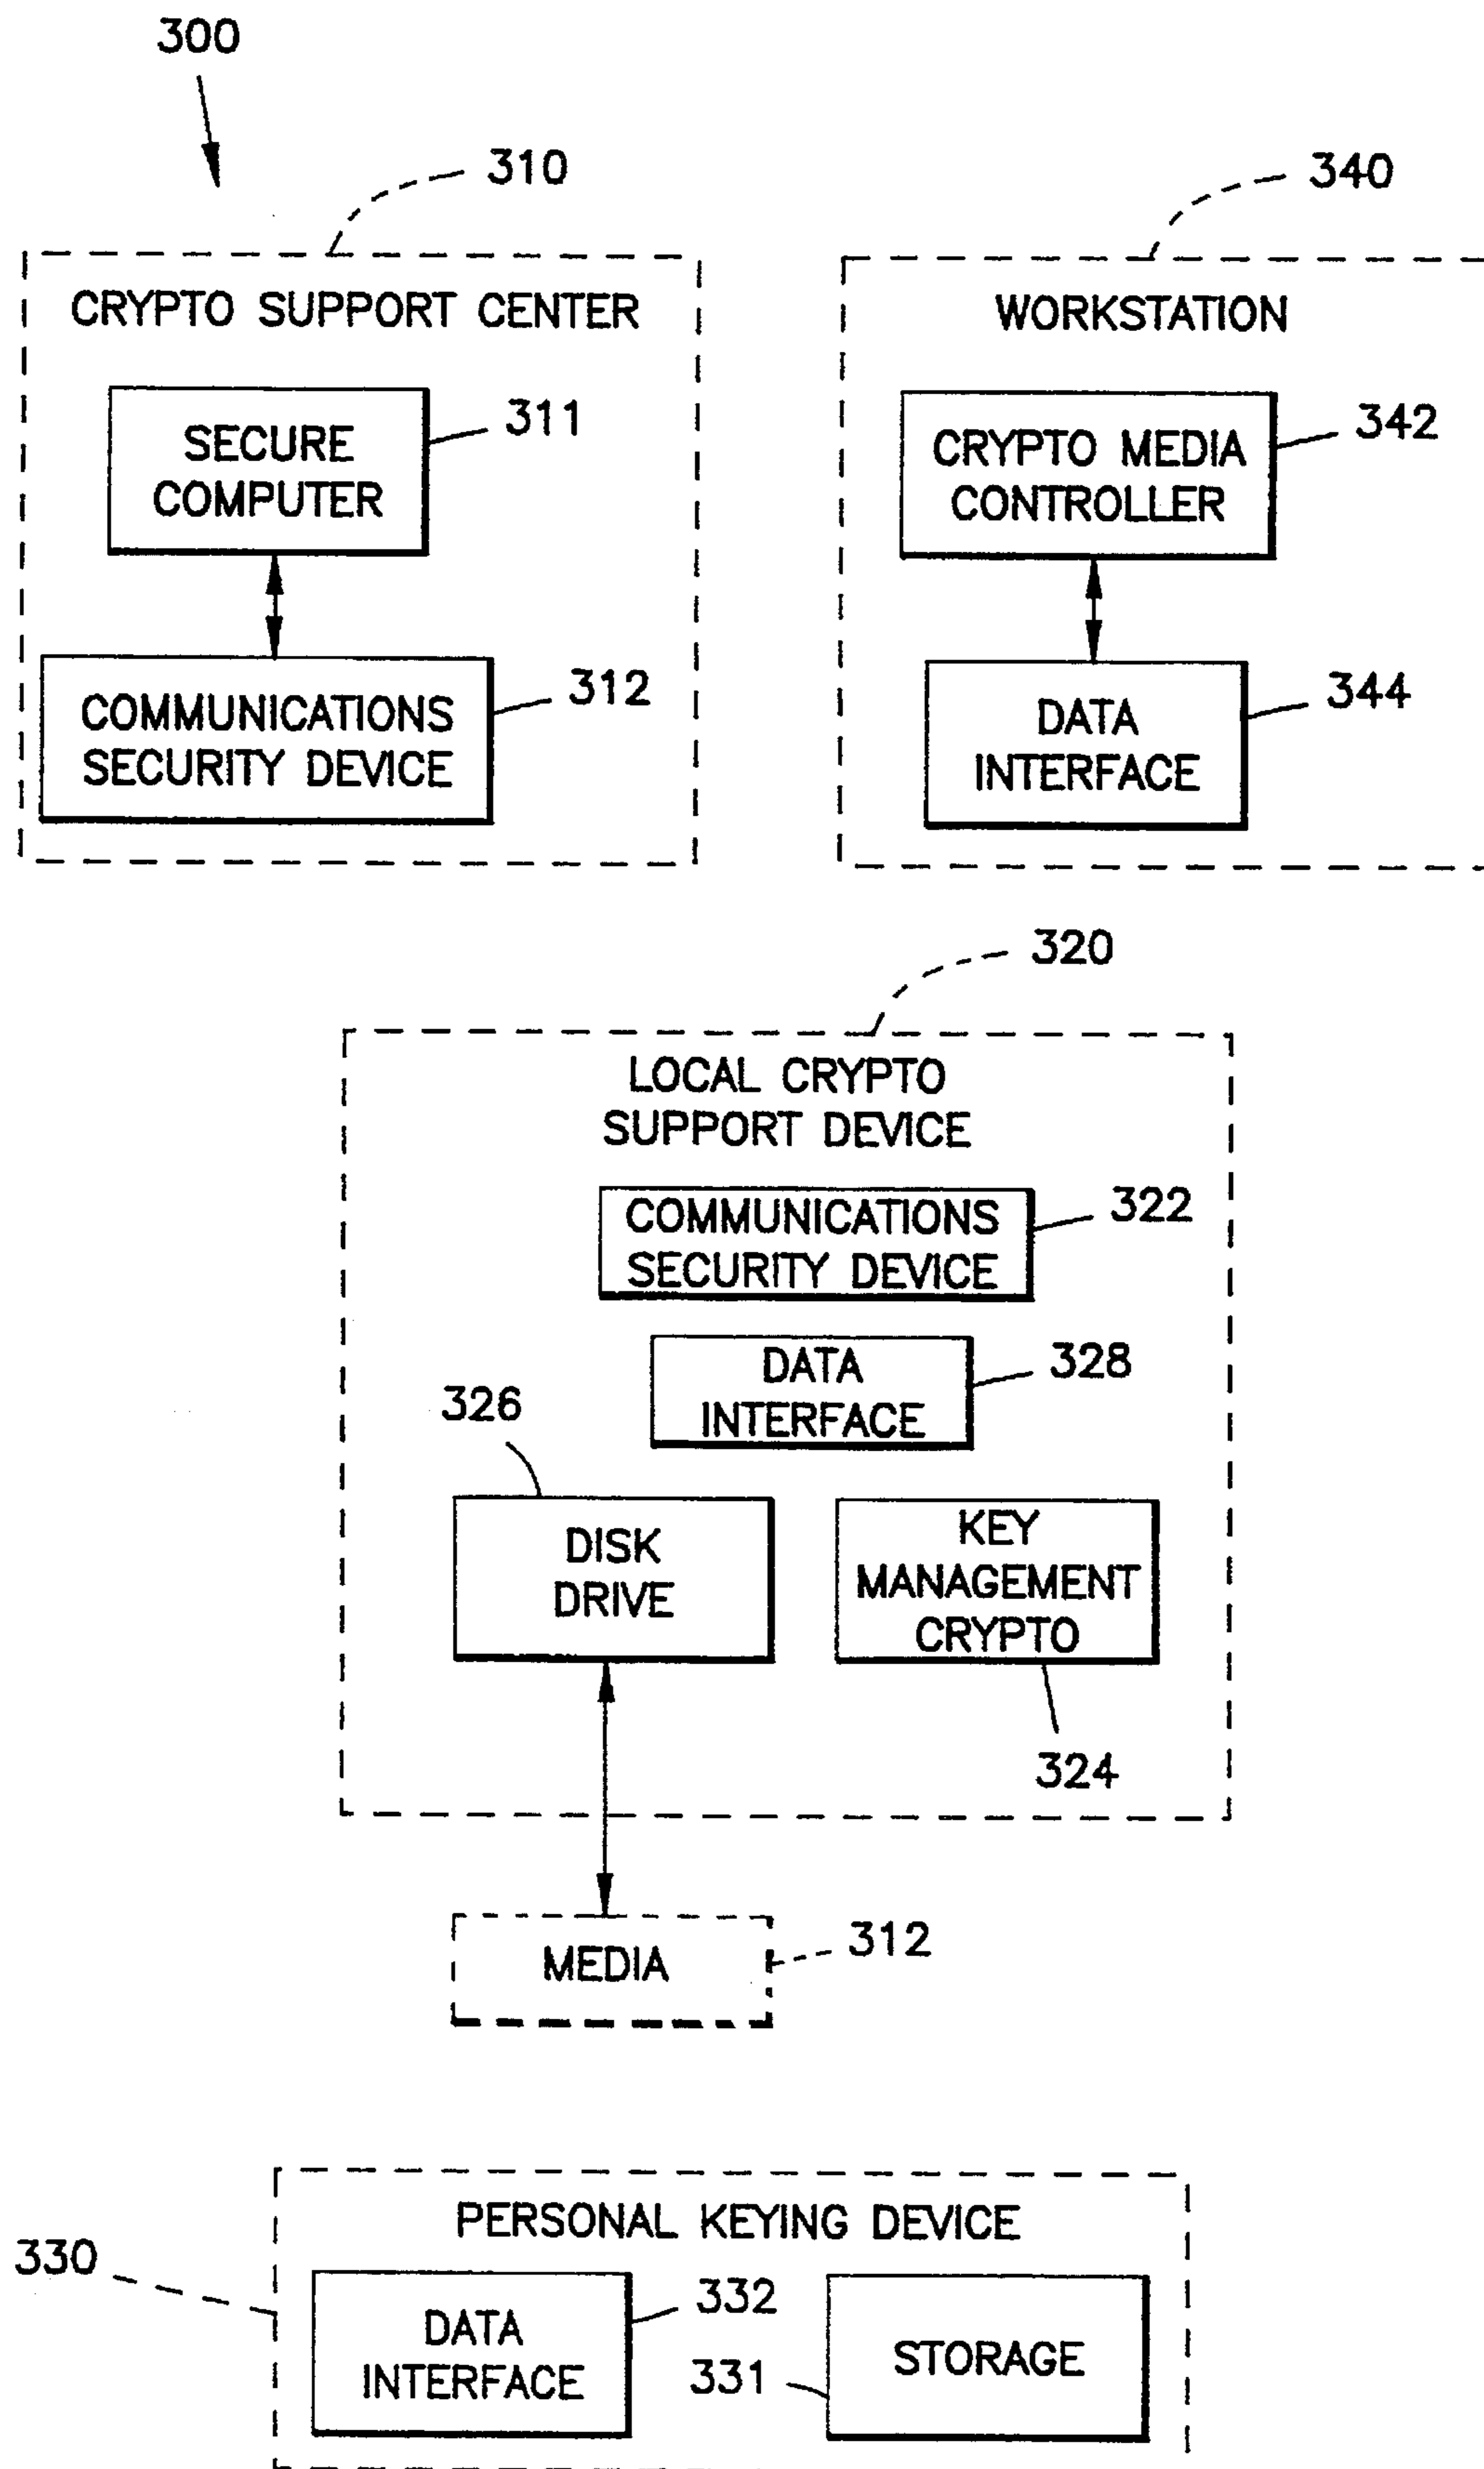 300
310
340
CRYPTO SUPPORT CENTER
WORKSTATION
SECURE
COMPUTER
311
CRYPTO MEDIA
CONTROLLER
342
COMMUNICATIONS
SECURITY DEVICE
312
DATA
INTERFACE
344
320
LOCAL CRYPTO
SUPPORT DEVICE
COMMUNICATIONS
SECURITY DEVICE
322
DATA
INTERFACE
328
326
DISK
DRIVE
KEY
MANAGEMENT
CRYPTO
324
MEDIA
312
PERSONAL KEYING DEVICE
330
DATA
INTERFACE
332
331
STORAGE